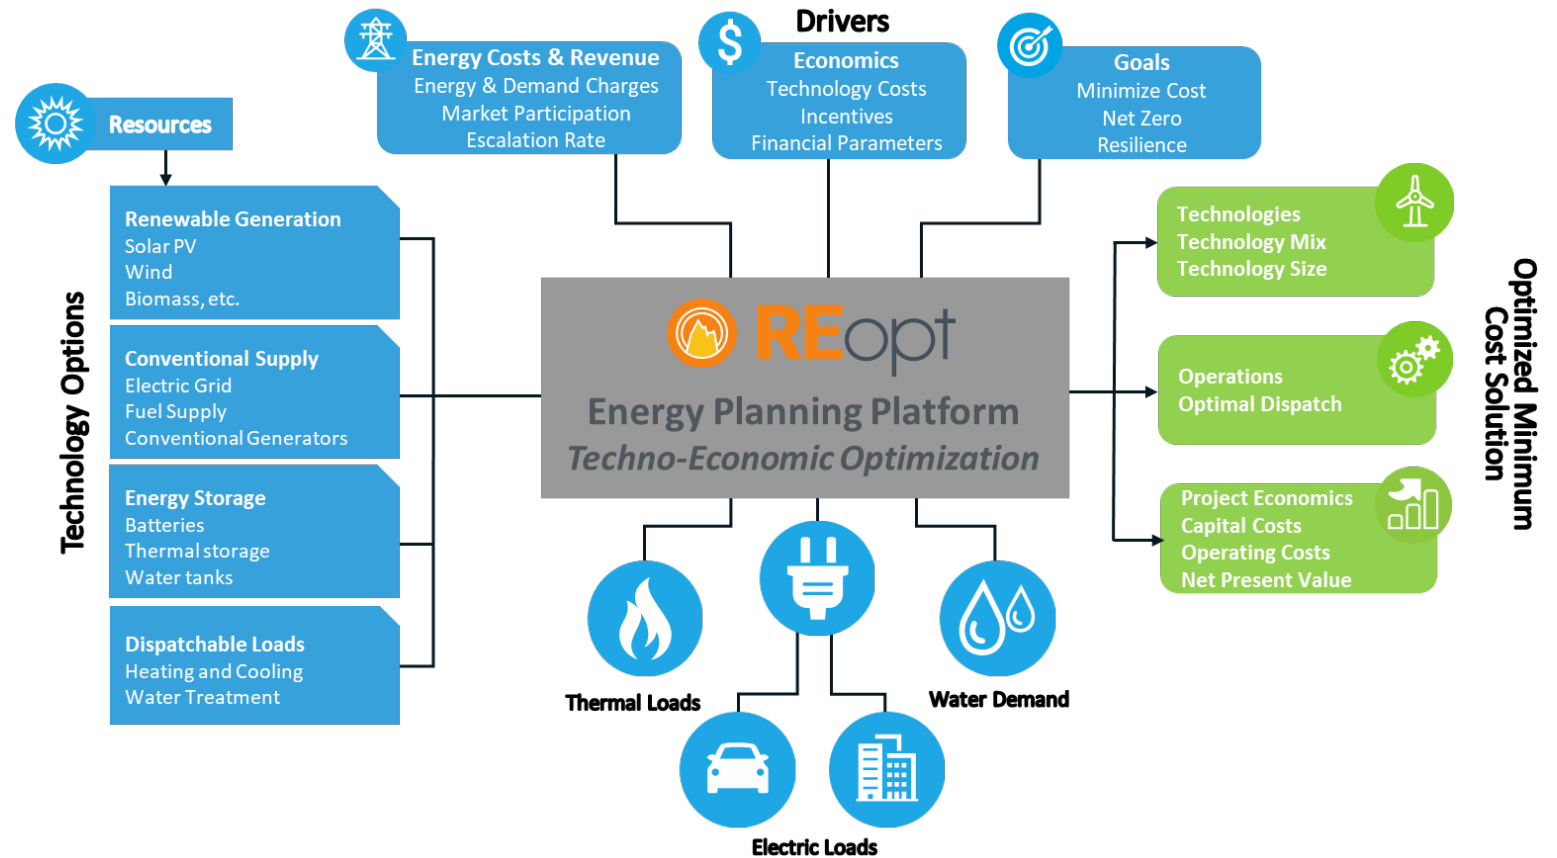 Drivers
Energy Costs & Revenue
Energy & Demand Charges
Market Participation
Escalation Rate
Economics
Technology Costs
Incentives
Financial Parameters
Goals
Minimize Cost
Net Zero
Resilience
Resources
Technology Options
Renewable Generation
Solar PV
Wind
Biomass, etc.
Conventional Supply
Electric Grid
Fuel Supply
Conventional Generators
Energy Storage
Batteries
Thermal storage
Water tanks
Dispatchable Loads
Heating and Cooling
Water Treatment
REopt
Energy Planning Platform
Techno-Economic Optimization
Thermal Loads
Water Demand
Electric Loads
Technologies
Technology Mix
Technology Size
Operations
Optimal Dispatch
Project Economics
Capital Costs
Operating Costs
Net Present Value
Optimized Minimum
Cost Solution